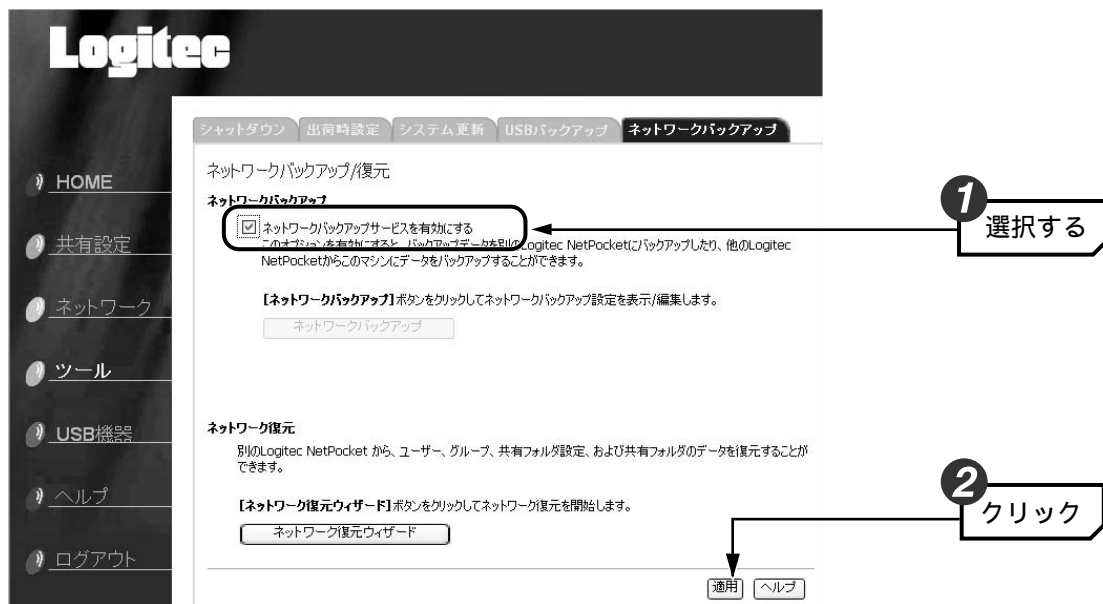 Logitec
シャットダウン 出荷時設定 システム更新 USBバックアップ ネットワークバックアップ
HOME
共有設定
ネットワーク
ツール
USB機器
ヘルプ
ログアウト
ネットワークバックアップ/復元
ネットワークバックアップ
ネットワークバックアップサービスを有効にする
このオプションを有効にすると、バックアップデータを別のLogitec NetPocketにバックアップしたり、他のLogitec
NetPocketからこのマシンにデータをバックアップすることができます。
[ネットワークバックアップ]ボタンをクリックしてネットワークバックアップ設定を表示/編集します。
ネットワークバックアップ
ネットワーク復元
別のLogitec NetPocket から、ユーザー、グループ、共有フォルダ設定、および共有フォルダのデータを復元することが
できます。
[ネットワーク復元ウィザード]ボタンをクリックしてネットワーク復元を開始します。
ネットワーク復元ウィザード
適用 ヘルプ
1
選択する
2
クリック